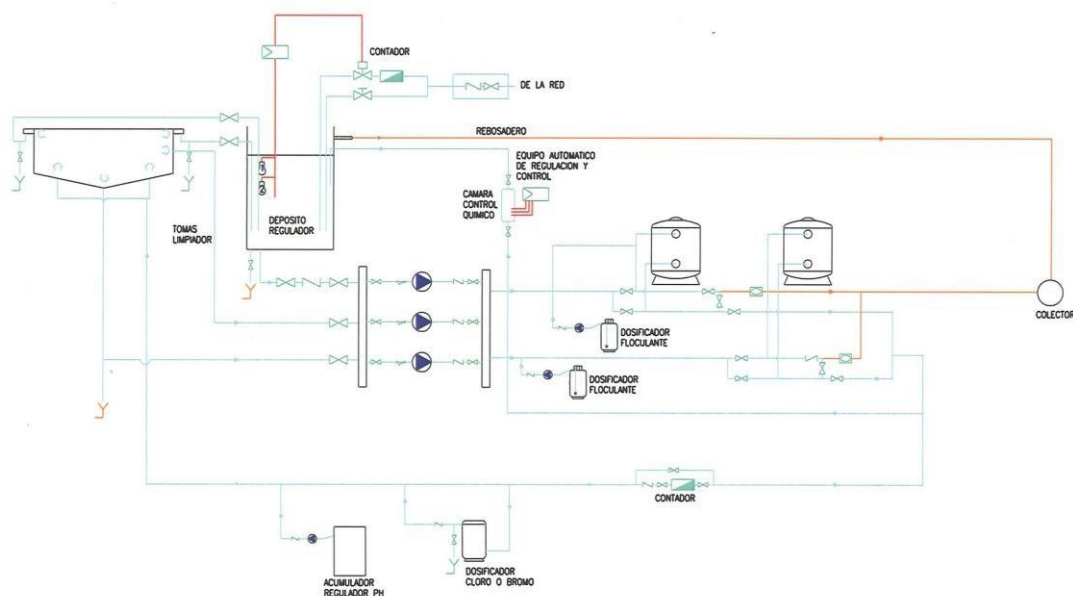 CONTADOR
DE LA RED
REBOSADERO
EQUIPO AUTOMATICO
DE REGULACION Y
CONTROL
CAMARA
CONTROL
QUIMICO
DEPOSITO
REGULADOR
TOMAS
LIMPIADOR
COLECTOR
DOSIFICADOR
FLOCULANTE
DOSIFICADOR
FLOCULANTE
CONTADOR
ACUMULADOR
REGULADOR PH
DOSIFICADOR
CLORO O BROMO